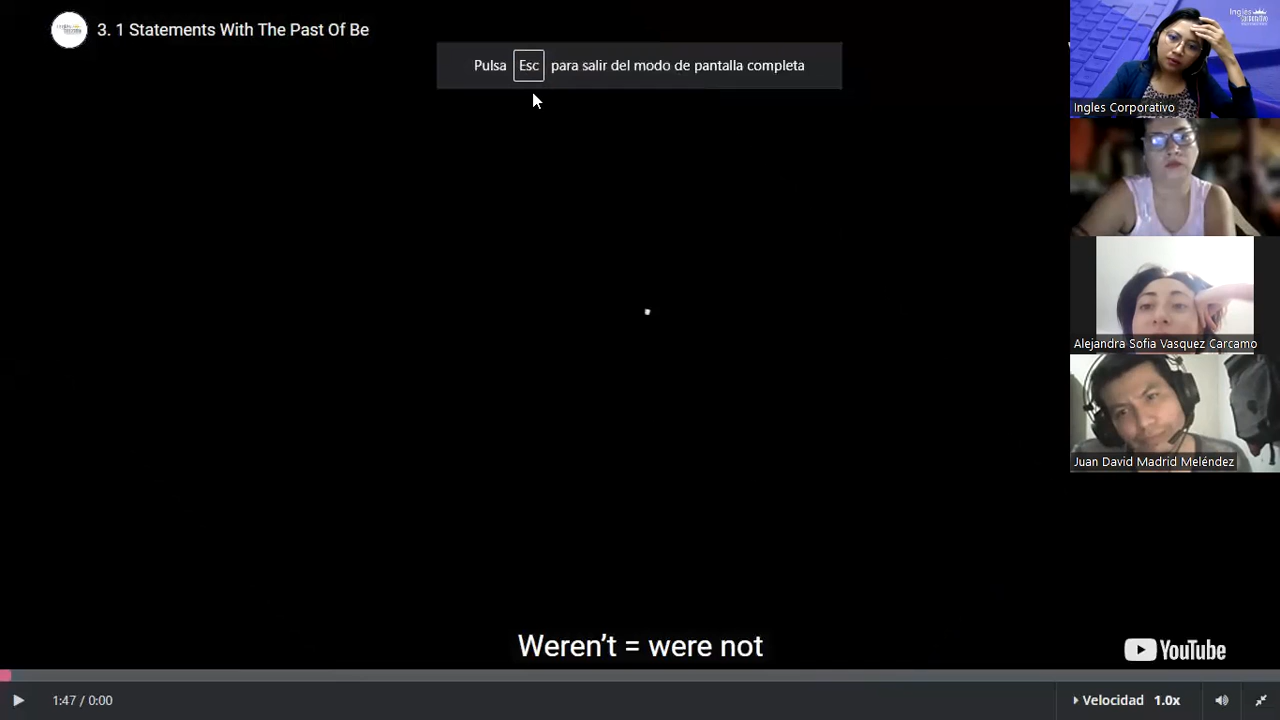 3. 1 Statements With The Past Of Be
Pulsa Esc para salir del modo de pantalla completa
Ingles Corporativo
Alejandra Sofia Vasquez Carcamo
Juan David Madrid Meléndez
Weren't = were not
YouTube
1:47 / 0:00
Velocidad 1.0x